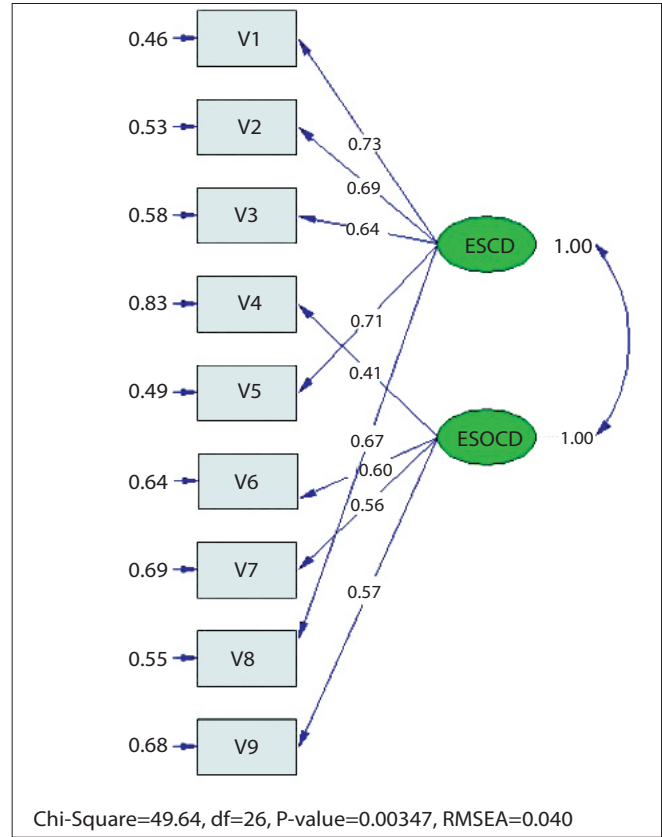 0.46 V1
0.73
0.53 V2
0.69
0.58 V3
0.64
ESCD 1.00
0.83 V4
0.71
0.41
0.49 V5
ESOCD 1.00
0.67
0.60
0.64 V6
0.56
0.69 V7
0.57
0.55 V8
0.68 V9
Chi-Square=49.64, df=26, P-value=0.00347, RMSEA=0.040